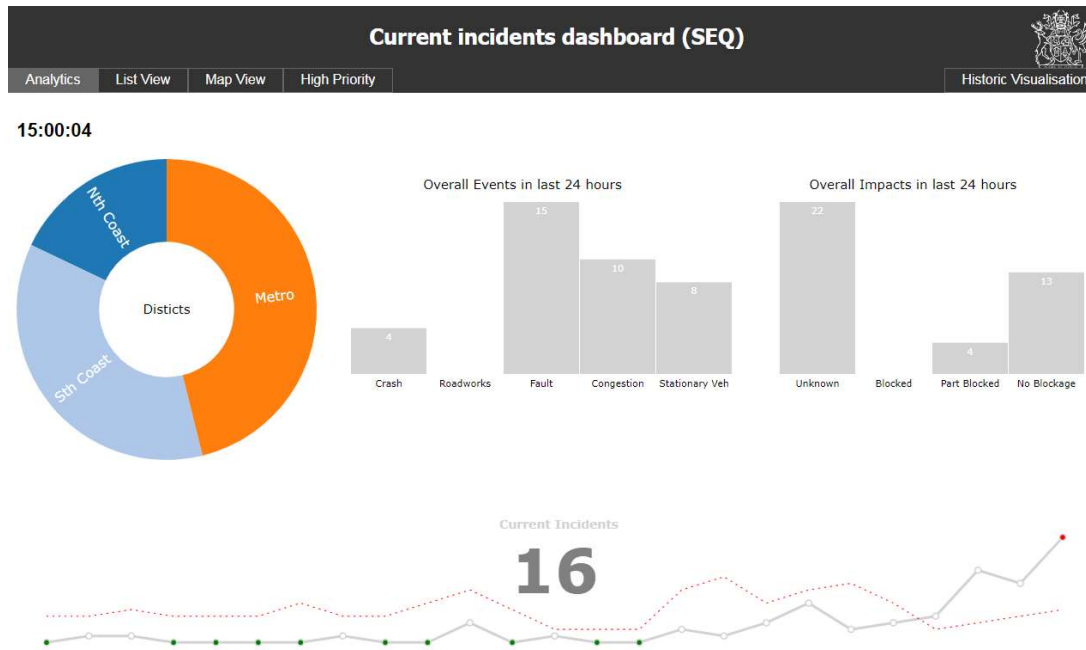 Current incidents dashboard (SEQ)
Analytics
List View
Map View
High Priority
Historic Visualisation
15:00:04
Nth Coast
Metro
Sth Coast
Disticts
Overall Events in last 24 hours
4
15
10
8
Crash
Roadworks
Fault
Congestion
Stationary Veh
Overall Impacts in last 24 hours
22
4
13
Unknown
Blocked
Part Blocked
No Blockage
Current Incidents
16